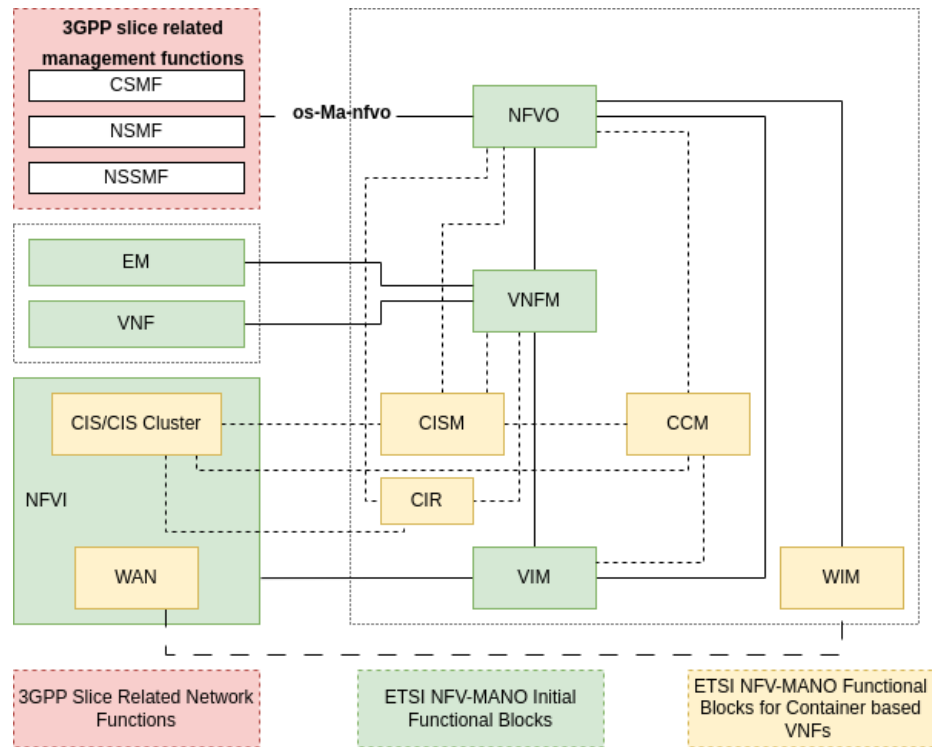 3GPP slice related
management functions
CSMF
NSMF
NSSMF
os-Ma-nfvo
NFVO
EM
VNF
VNFM
CIS/CIS Cluster
CISM
CCM
NFVI
CIR
WAN
VIM
WIM
3GPP Slice Related Network
Functions
ETSI NFV-MANO Initial
Functional Blocks
ETSI NFV-MANO Functional
Blocks for Container based
VNFs